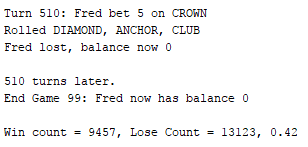 Turn 510: Fred bet 5 on CROWN
Rolled DIAMOND, ANCHOR, CLUB
Fred lost, balance now 0
510 turns later.
End Game 99: Fred now has balance 0
Win count = 9457, Lose Count = 13123, 0.42